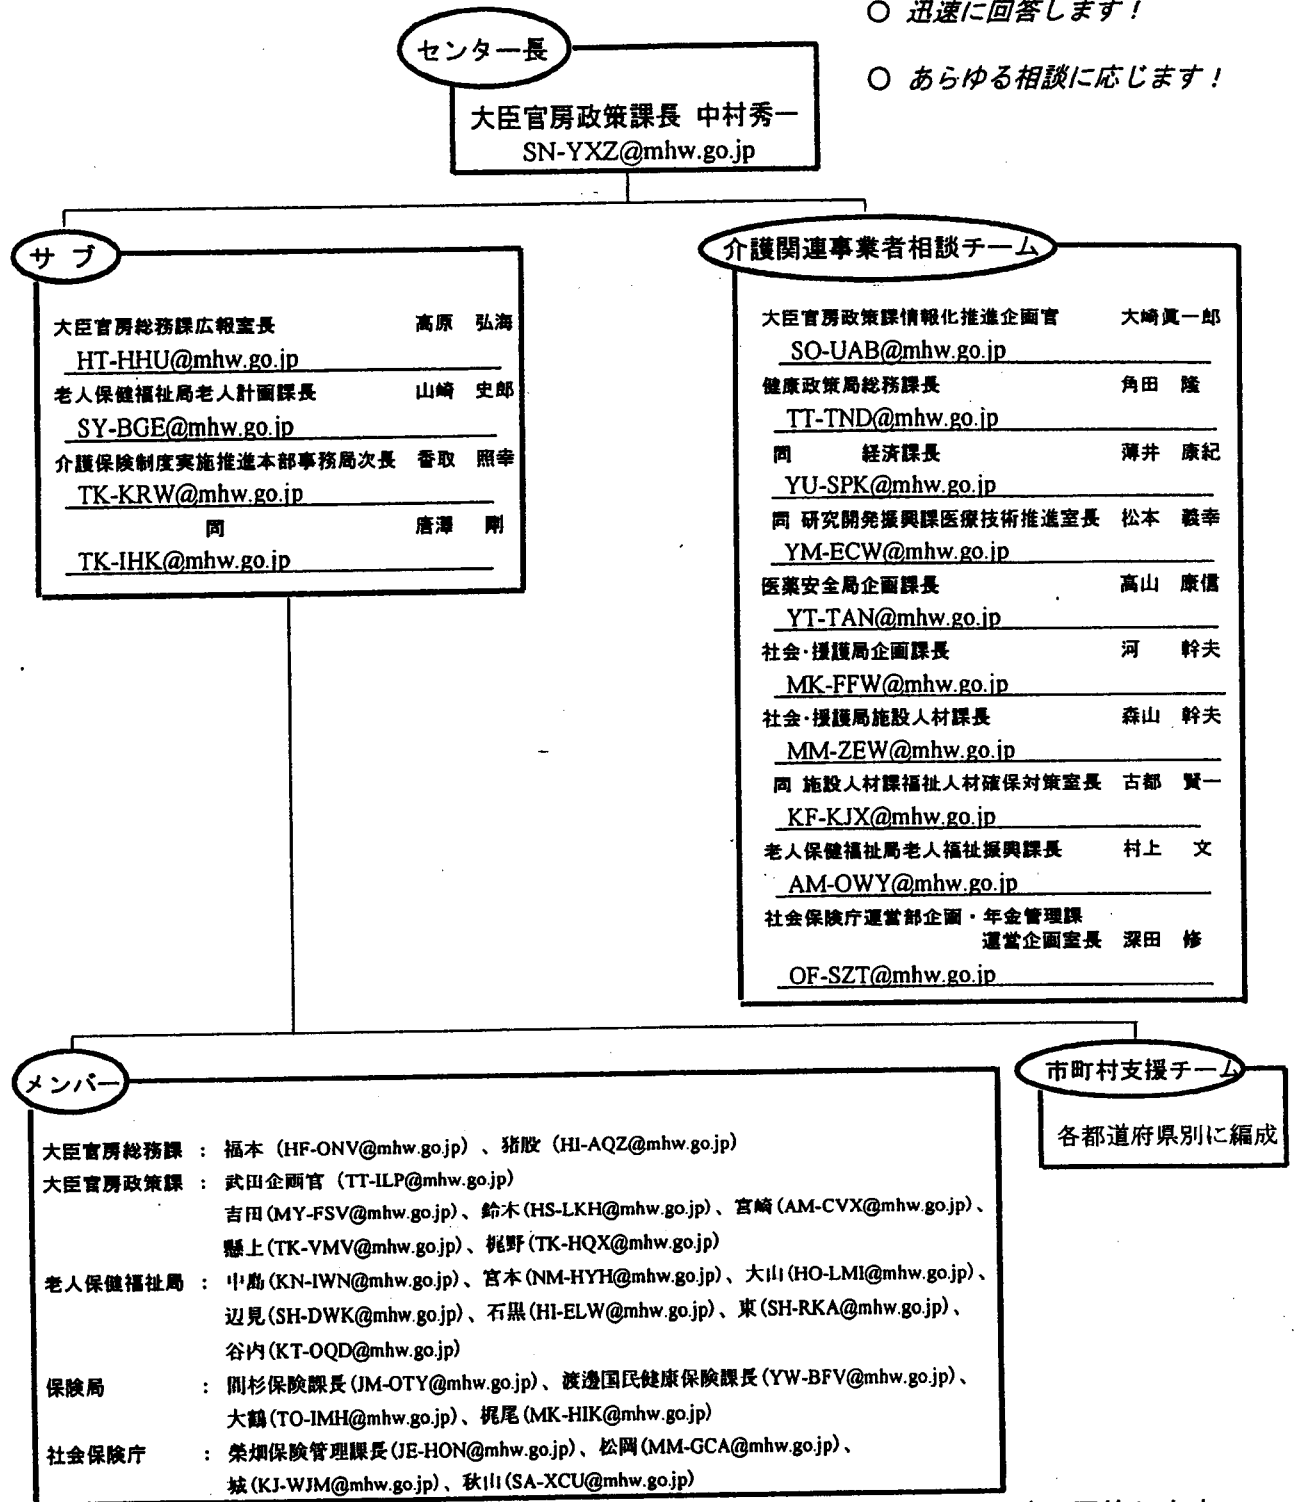 ○ 迅速に回答します！
○ あらゆる相談に応じます！
センター長
大臣官房政策課長 中村秀一
SN-YXZ@mhw.go.jp
サブ
大臣官房総務課広報室長 高原 弘海
HT-HHU@mhw.go.jp
老人保健福祉局老人計画課長 山崎 史郎
SY-BGE@mhw.go.jp
介護保険制度実施推進本部事務局次長 香取 照幸
TK-KRW@mhw.go.jp
同 唐澤 剛
TK-IHK@mhw.go.jp
介護関連事業者相談チーム
大臣官房政策課情報化推進企画官 大崎眞一郎
SO-UAB@mhw.go.jp
健康政策局総務課長 角田 隆
TT-TND@mhw.go.jp
同 経済課長 薄井 康紀
YU-SPK@mhw.go.jp
同 研究開発振興課医療技術推進室長 松本 義幸
YM-ECW@mhw.go.jp
医薬安全局企画課長 高山 康信
YT-TAN@mhw.go.jp
社会・援護局企画課長 河 幹夫
MK-FFW@mhw.go.jp
社会・援護局施設人材課長 森山 幹夫
MM-ZEW@mhw.go.jp
同 施設人材課福祉人材確保対策室長 古都 賢一
KF-KJX@mhw.go.jp
老人保健福祉局老人福祉振興課長 村上 文
AM-OWY@mhw.go.jp
社会保険庁運営部企画・年金管理課
運営企画室長 深田 修
OF-SZT@mhw.go.jp
メンバー
大臣官房総務課 : 福本 (HF-ONV@mhw.go.jp)、猪股 (HI-AQZ@mhw.go.jp)
大臣官房政策課 : 武田企画官 (TT-ILP@mhw.go.jp)
吉田(MY-FSV@mhw.go.jp)、鈴木(HS-LKH@mhw.go.jp)、宮崎(AM-CVX@mhw.go.jp)、
懸上(TK-VMV@mhw.go.jp)、梶野(TK-HQX@mhw.go.jp)
老人保健福祉局 : 中島(KN-IWN@mhw.go.jp)、宮本(NM-HYH@mhw.go.jp)、大山(HO-LMI@mhw.go.jp)、
辺見(SH-DWK@mhw.go.jp)、石黒(HI-ELW@mhw.go.jp)、東(SH-RKA@mhw.go.jp)、
谷内(KT-OQD@mhw.go.jp)
保険局 : 間杉保険課長(JM-OTY@mhw.go.jp)、渡邊国民健康保険課長(YW-BFV@mhw.go.jp)、
大鶴(TO-IMH@mhw.go.jp)、梶尾(MK-HIK@mhw.go.jp)
社会保険庁 : 榮畑保険管理課長(JE-HON@mhw.go.jp)、松岡(MM-GCA@mhw.go.jp)、
城(KJ-WJM@mhw.go.jp)、秋山(SA-XCU@mhw.go.jp)
市町村支援チーム
各都道府県別に編成